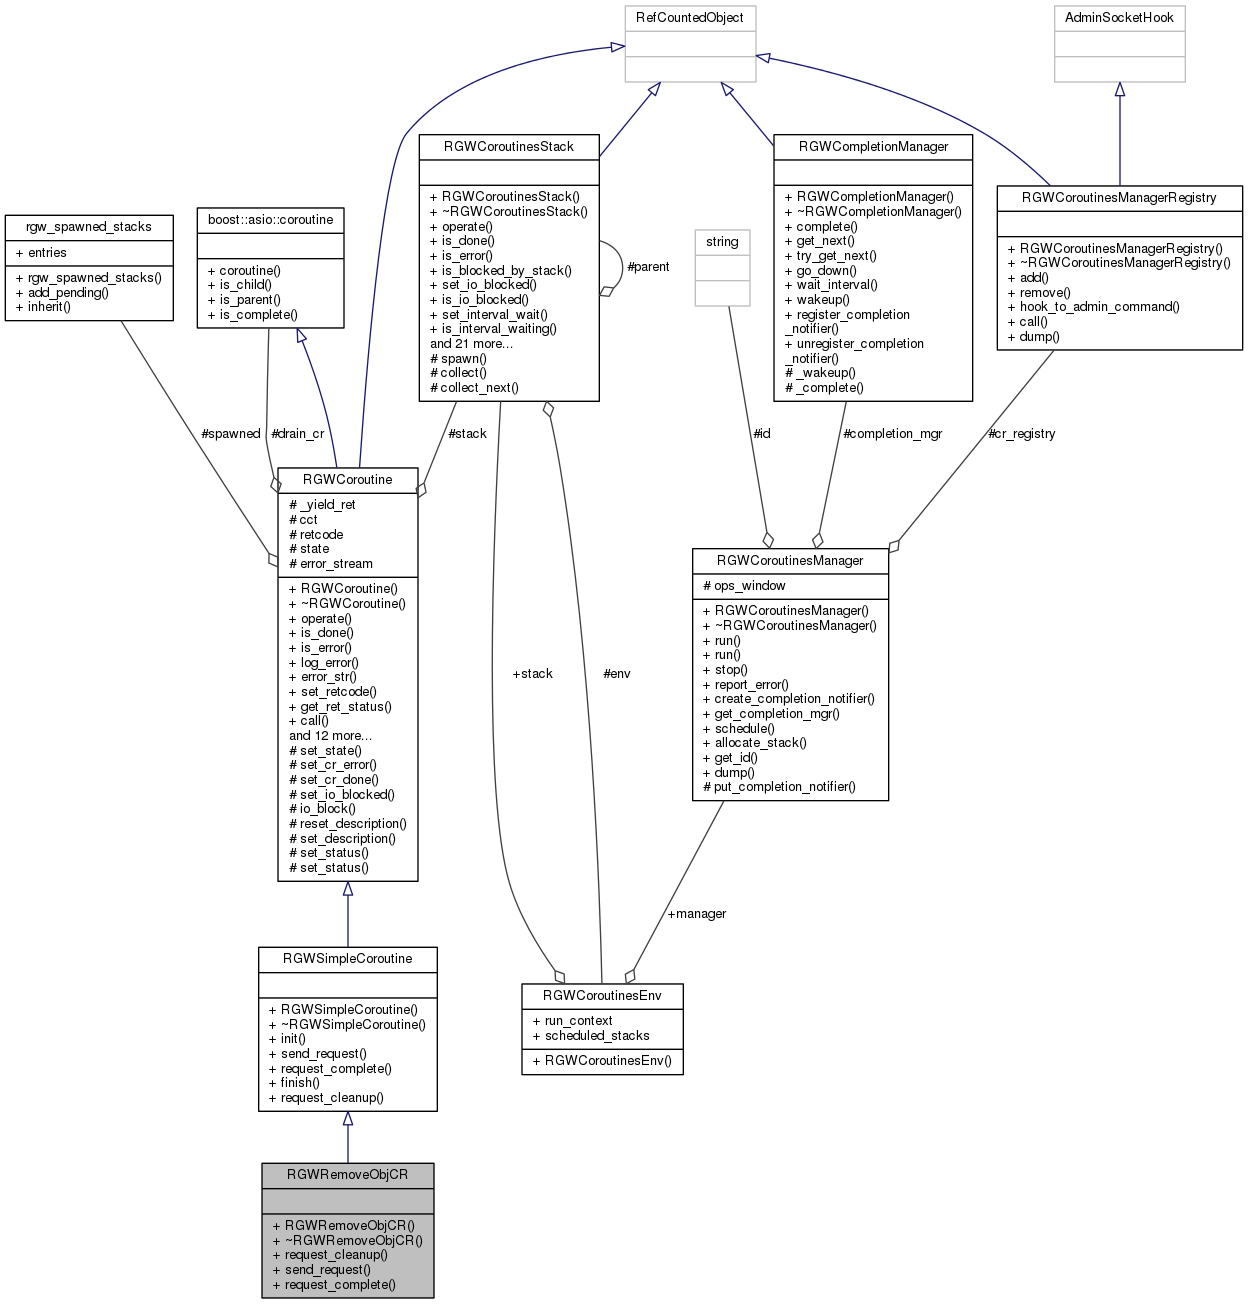 RefCountedObject
AdminSocketHook
RGWCoroutinesStack
+ RGWCoroutinesStack()
+ ~RGWCoroutinesStack()
+ operate()
+ is_done()
+ is_error()
+ is_blocked_by_stack()
+ set_io_blocked()
+ is_io_blocked()
+ set_interval_wait()
+ is_interval_waiting()
and 21 more...
# spawn()
# collect()
# collect_next()
#parent
RGWCompletionManager
+ RGWCompletionManager()
+ ~RGWCompletionManager()
+ complete()
+ get_next()
+ try_get_next()
+ go_down()
+ wait_interval()
+ wakeup()
+ register_completion
_notifier()
+ unregister_completion
_notifier()
# _wakeup()
# _complete()
RGWCoroutinesManagerRegistry
+ RGWCoroutinesManagerRegistry()
+ ~RGWCoroutinesManagerRegistry()
+ add()
+ remove()
+ hook_to_admin_command()
+ call()
+ dump()
rgw_spawned_stacks
+ entries
+ rgw_spawned_stacks()
+ add_pending()
+ inherit()
boost::asio::coroutine
+ coroutine()
+ is_child()
+ is_parent()
+ is_complete()
string
#spawned
#drain_cr
#stack
#id
#completion_mgr
#cr_registry
RGWCoroutine
# _yield_ret
# cct
# retcode
# state
# error_stream
+ RGWCoroutine()
+ ~RGWCoroutine()
+ operate()
+ is_done()
+ is_error()
+ log_error()
+ error_str()
+ set_retcode()
+ get_ret_status()
+ call()
and 12 more...
# set_state()
# set_cr_error()
# set_cr_done()
# set_io_blocked()
# io_block()
# reset_description()
# set_description()
# set_status()
# set_status()
RGWCoroutinesManager
# ops_window
+ RGWCoroutinesManager()
+ ~RGWCoroutinesManager()
+ run()
+ run()
+ stop()
+ report_error()
+ create_completion_notifier()
+ get_completion_mgr()
+ schedule()
+ allocate_stack()
+ get_id()
+ dump()
# put_completion_notifier()
+stack
#env
+manager
RGWSimpleCoroutine
+ RGWSimpleCoroutine()
+ ~RGWSimpleCoroutine()
+ init()
+ send_request()
+ request_complete()
+ finish()
+ request_cleanup()
RGWCoroutinesEnv
+ run_context
+ scheduled_stacks
+ RGWCoroutinesEnv()
RGWRemoveObjCR
+ RGWRemoveObjCR()
+ ~RGWRemoveObjCR()
+ request_cleanup()
+ send_request()
+ request_complete()